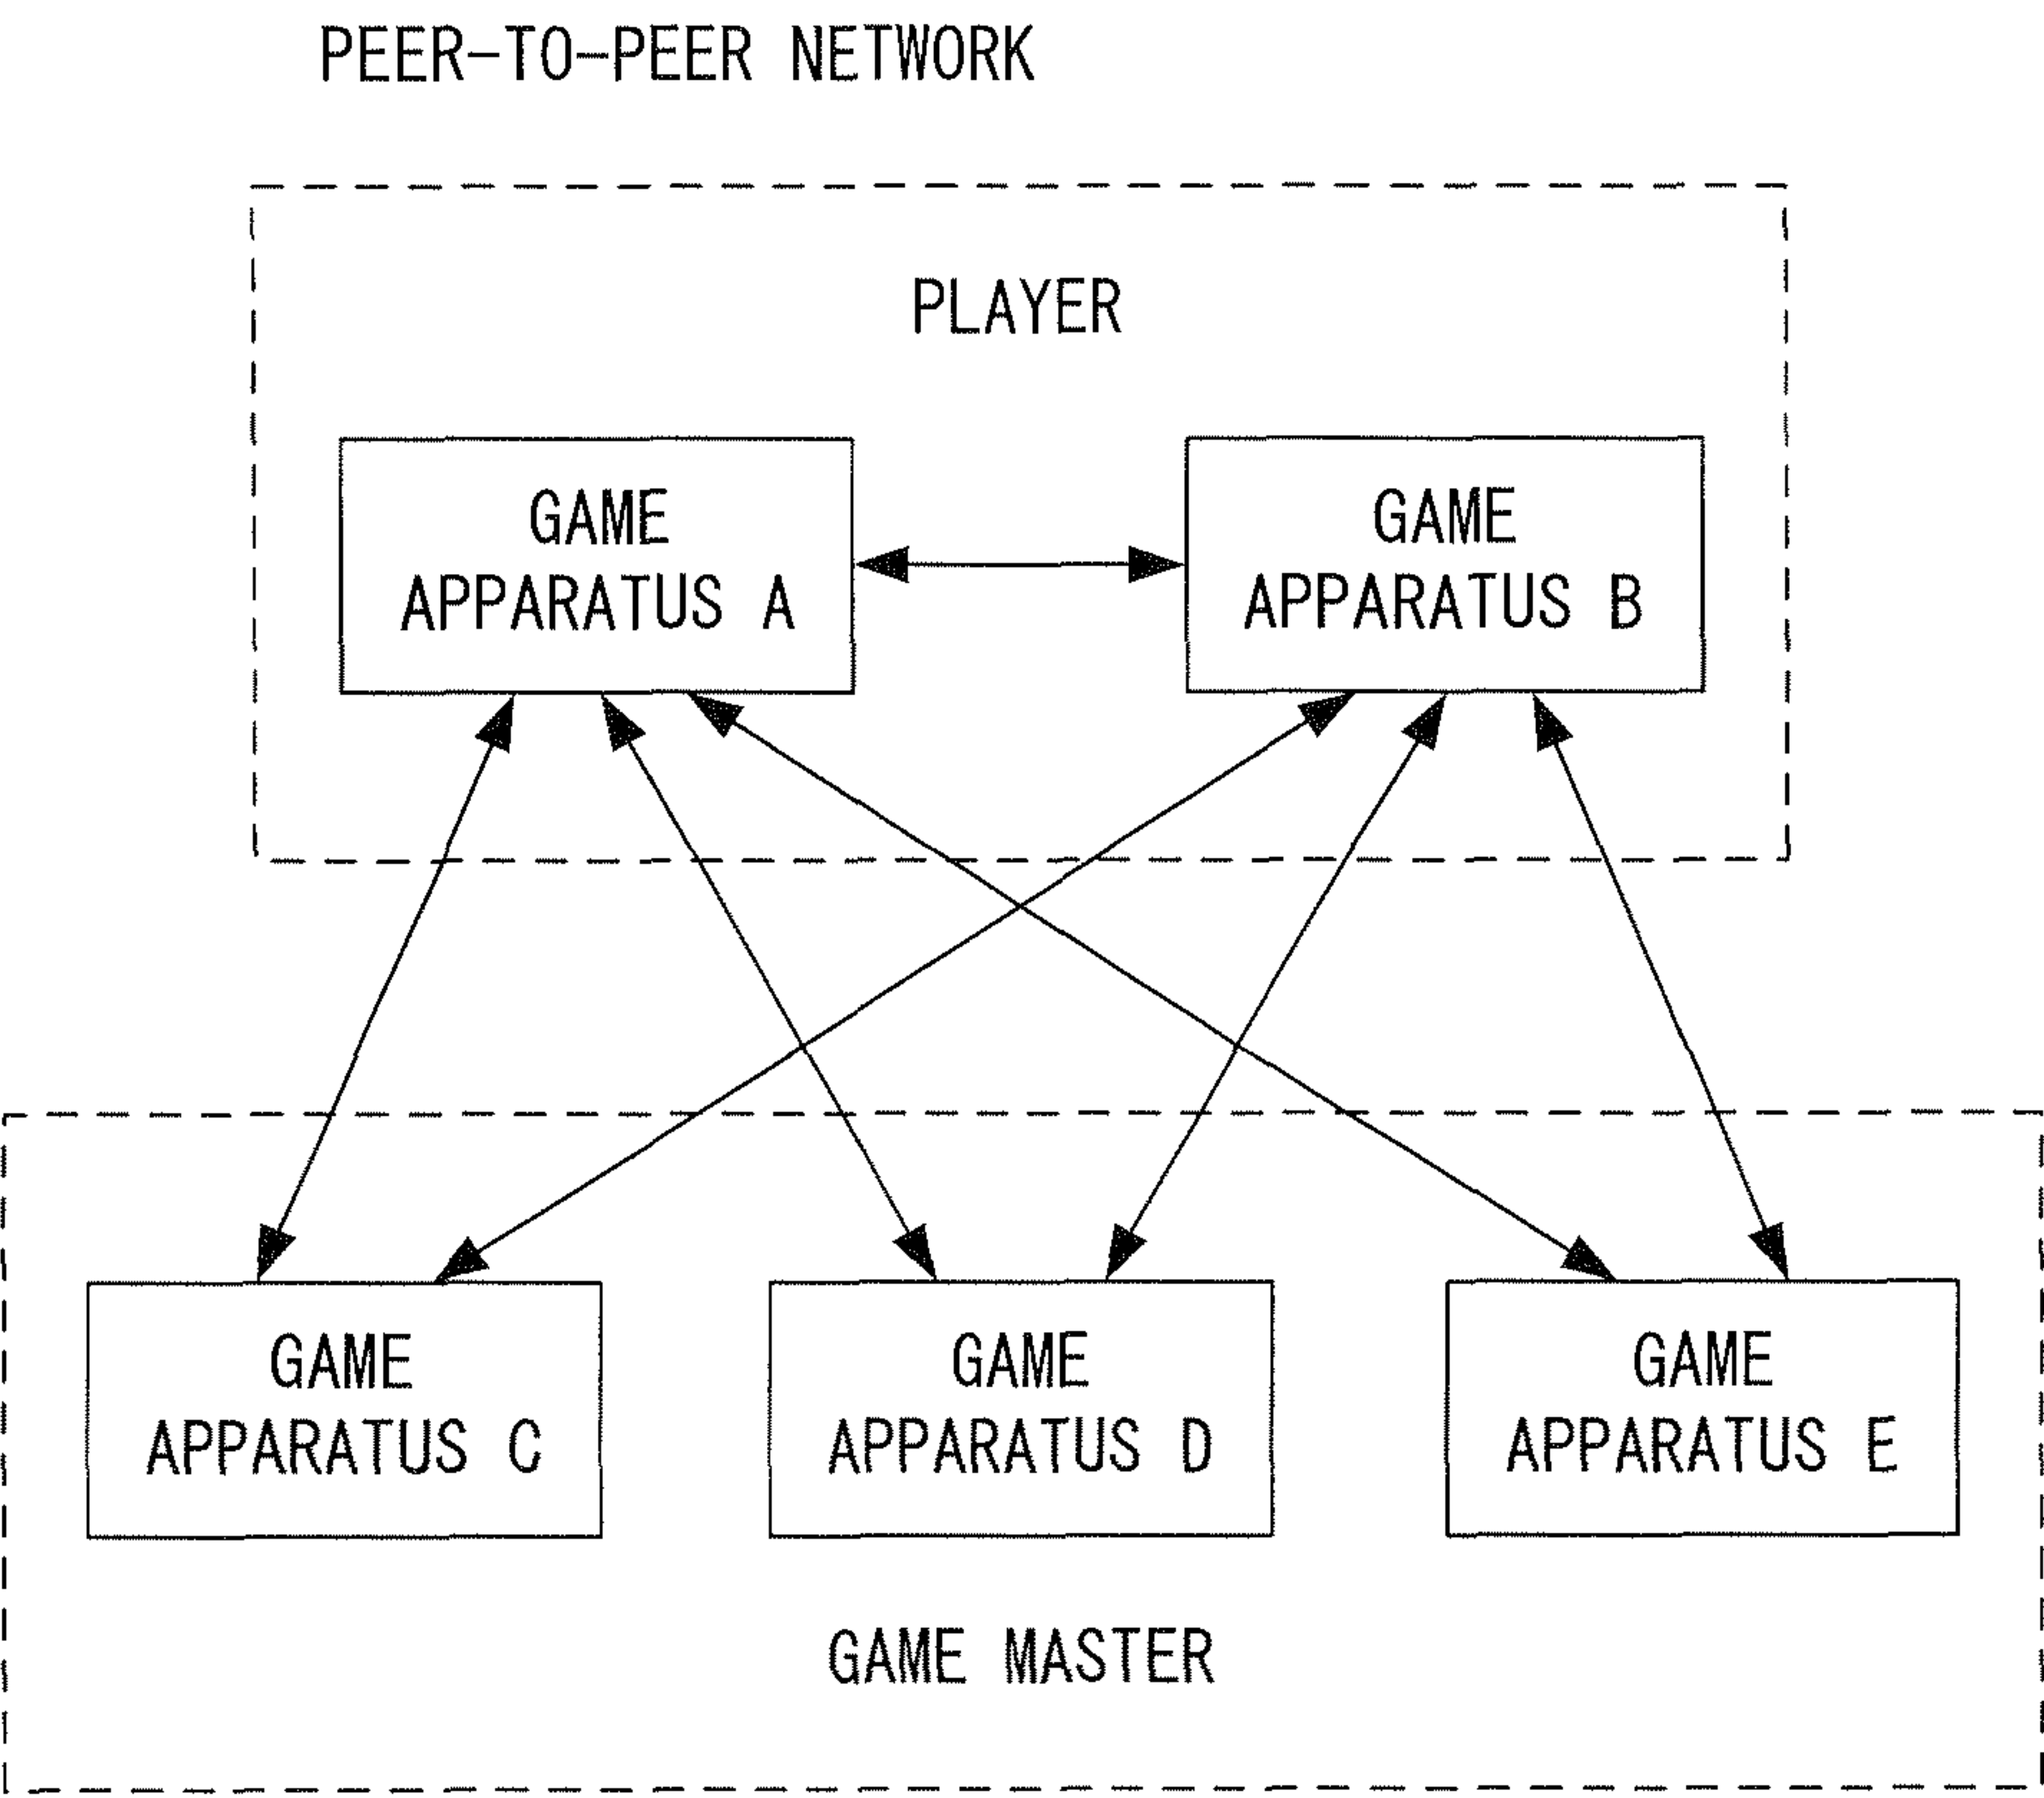 PEER-TO-PEER NETWORK
PLAYER
GAME
APPARATUS A
GAME
APPARATUS B
GAME
APPARATUS C
GAME
APPARATUS D
GAME
APPARATUS E
GAME MASTER